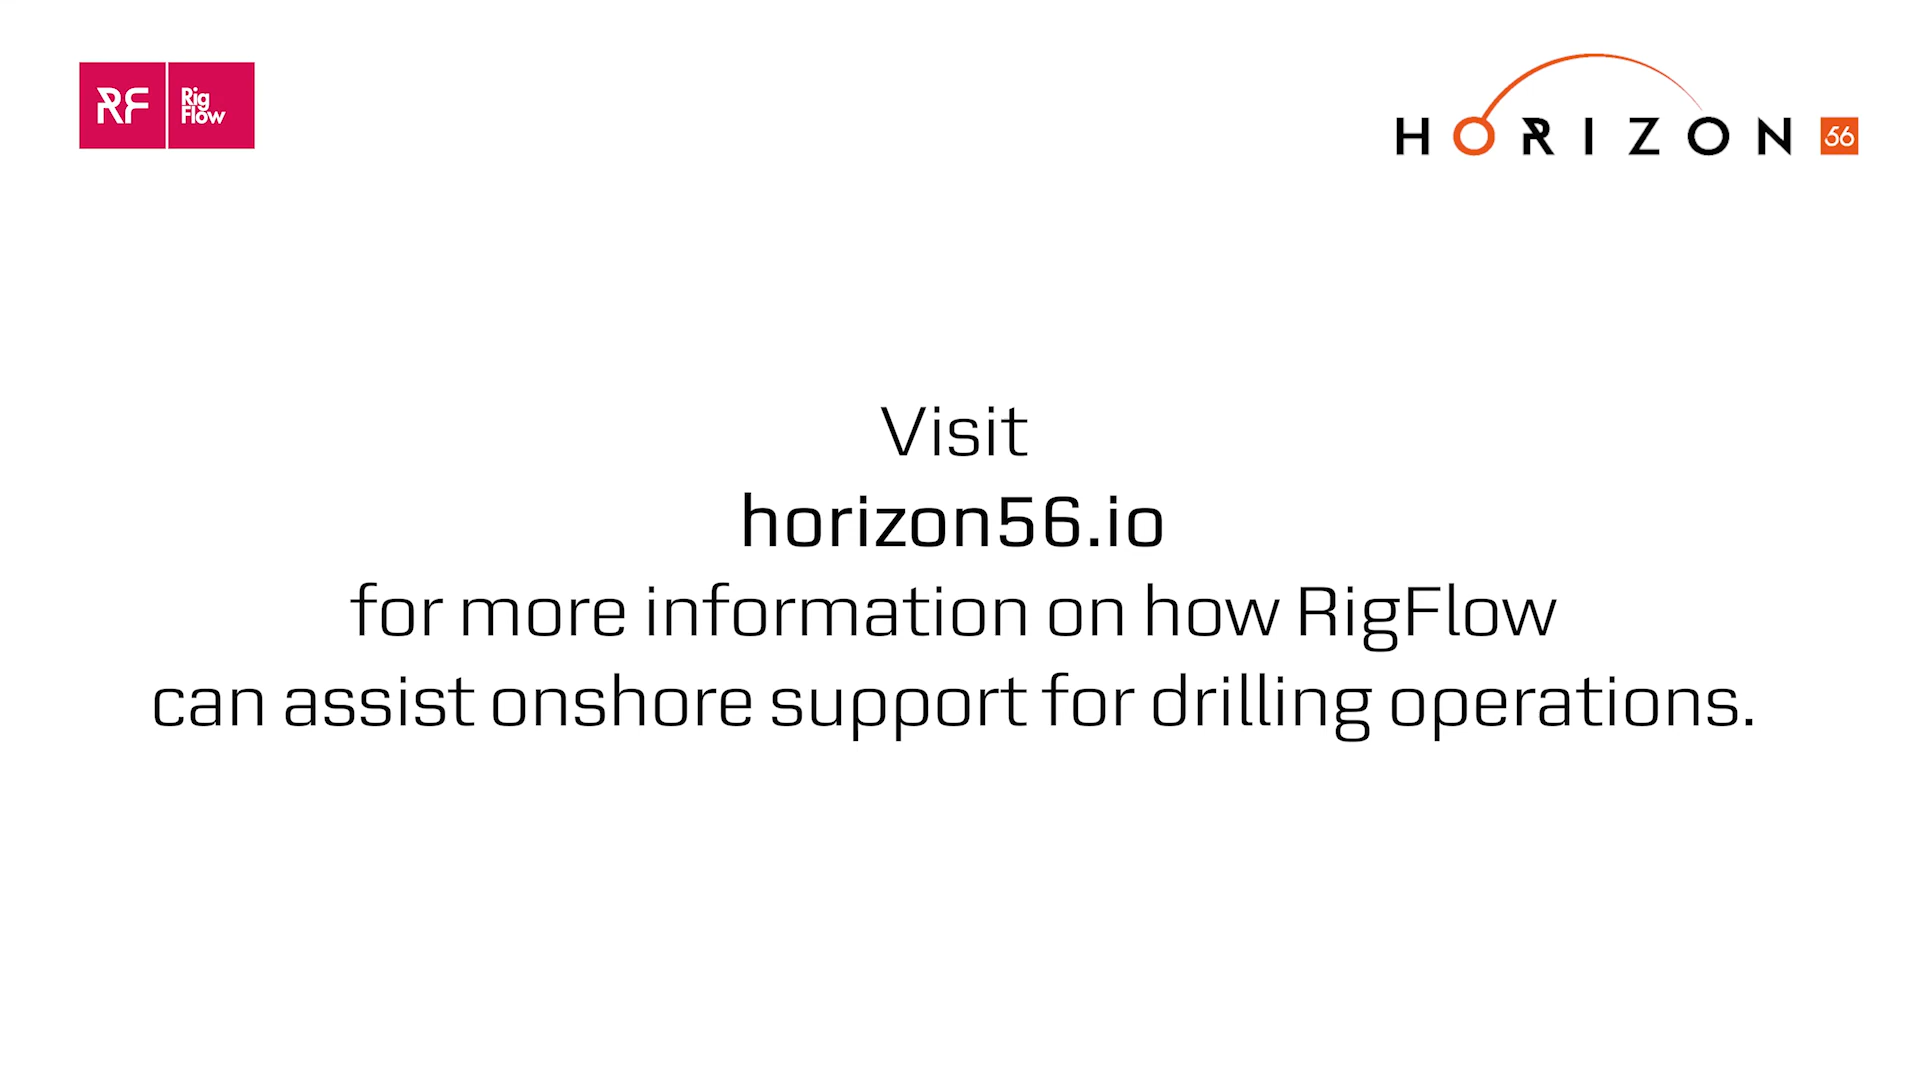 RF Rig
Flow
HORIZON 56
Visit
horizon56.io
for more information on how RigFlow
can assist onshore support for drilling operations.